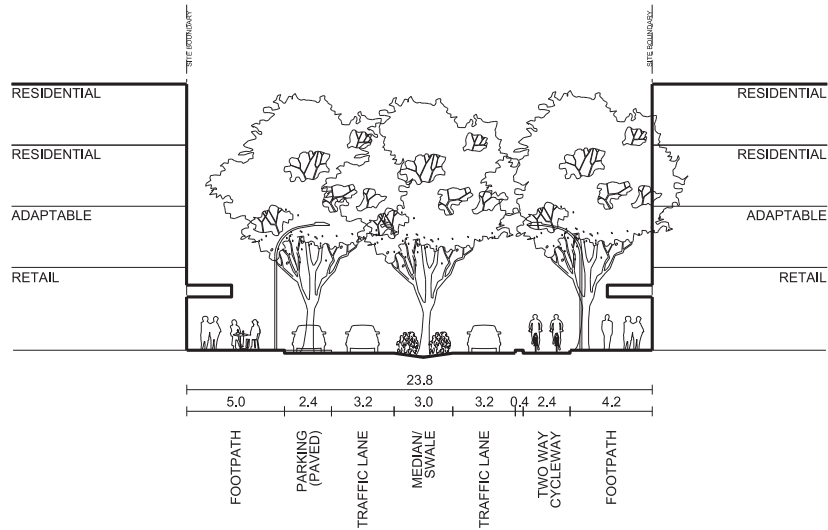 SITE BOUNDARY
SITE BOUNDARY
RESIDENTIAL
RESIDENTIAL
RESIDENTIAL
RESIDENTIAL
ADAPTABLE
ADAPTABLE
RETAIL
RETAIL
23.8
5.0
2.4
3.2
3.0
3.2
0.4
2.4
4.2
FOOTPATH
PARKING
(PAVED)
TRAFFIC LANE
MEDIAN/
SWALE
TRAFFIC LANE
TWO WAY
CYCLEWAY
FOOTPATH